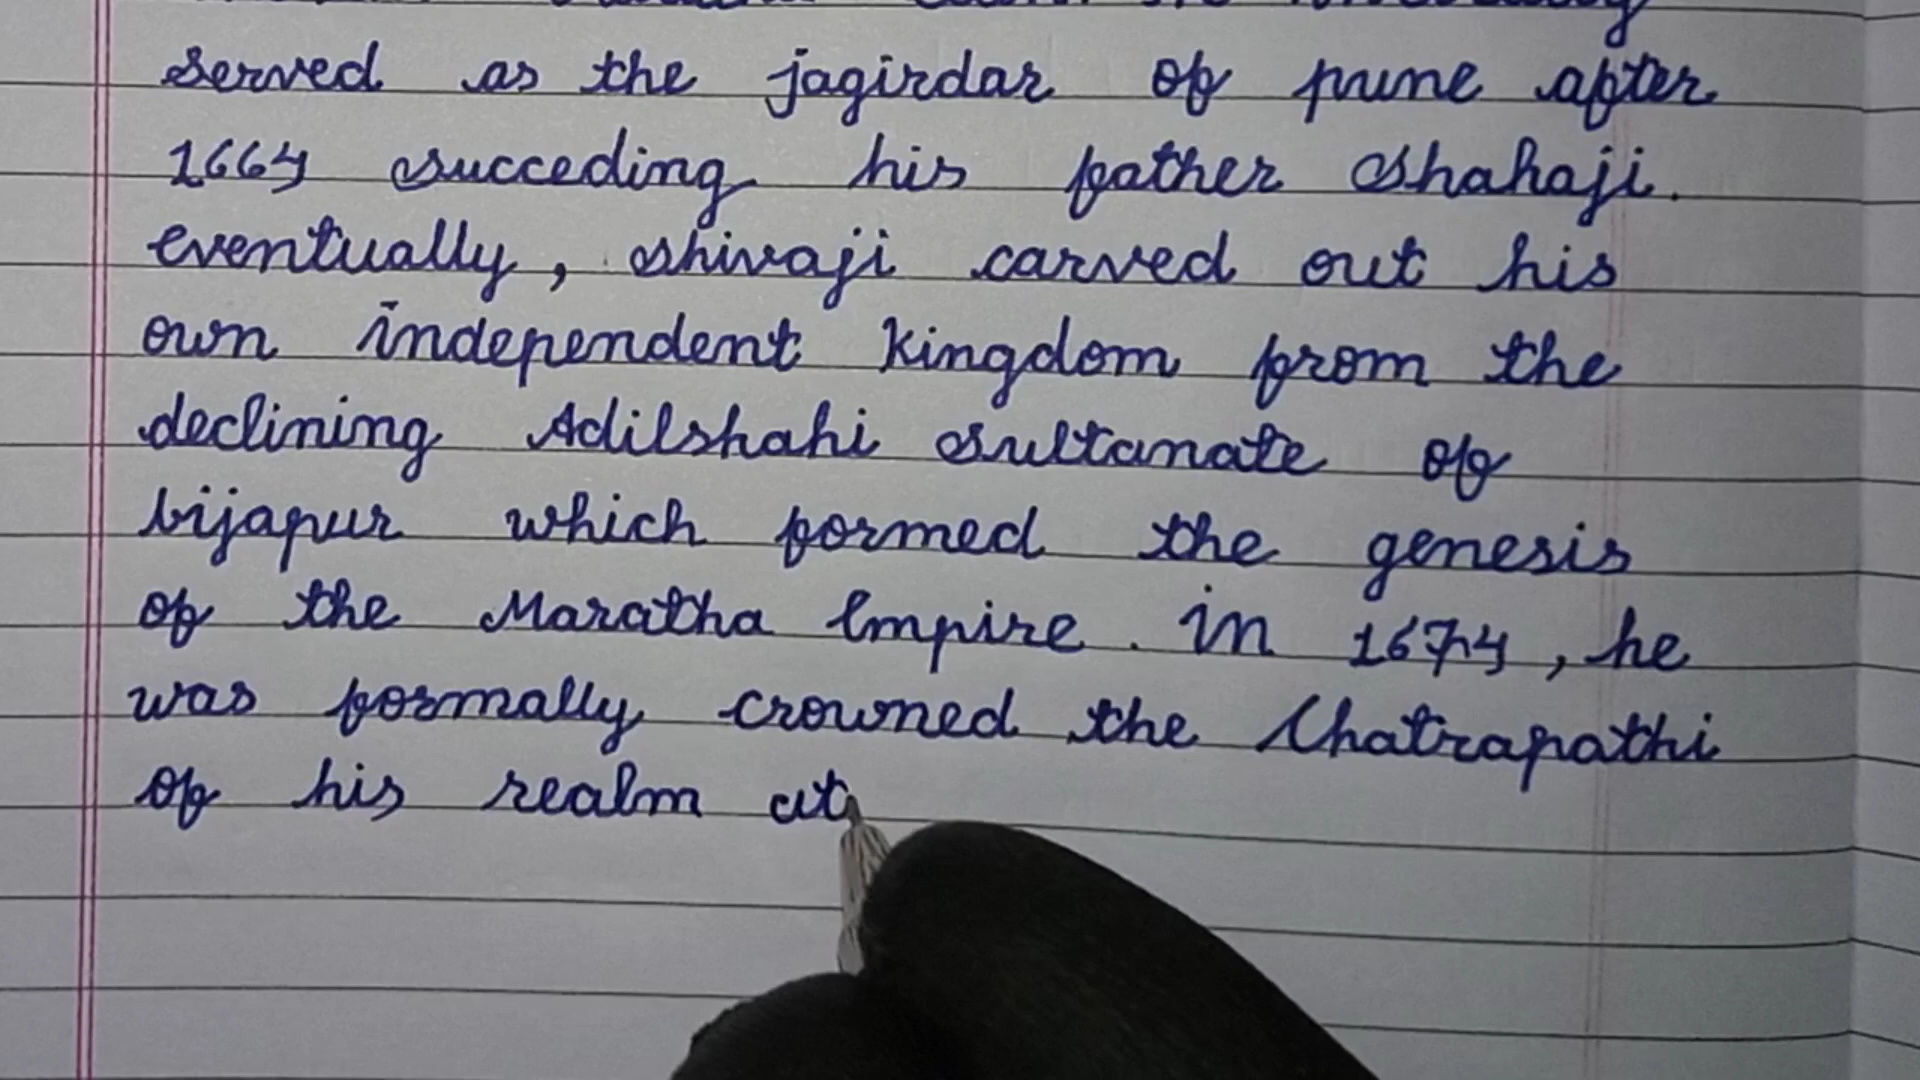 served as the jagirdar of pune after
1664 succeding his father Shahaji.
eventually, shivaji carved out his
own independent kingdom from the
declining Adilshahi Sultanate of
bijapur which formed the genesis
of the Maratha Empire. in 1674, he
was formally crowned the Chatrapathi
of his realm at